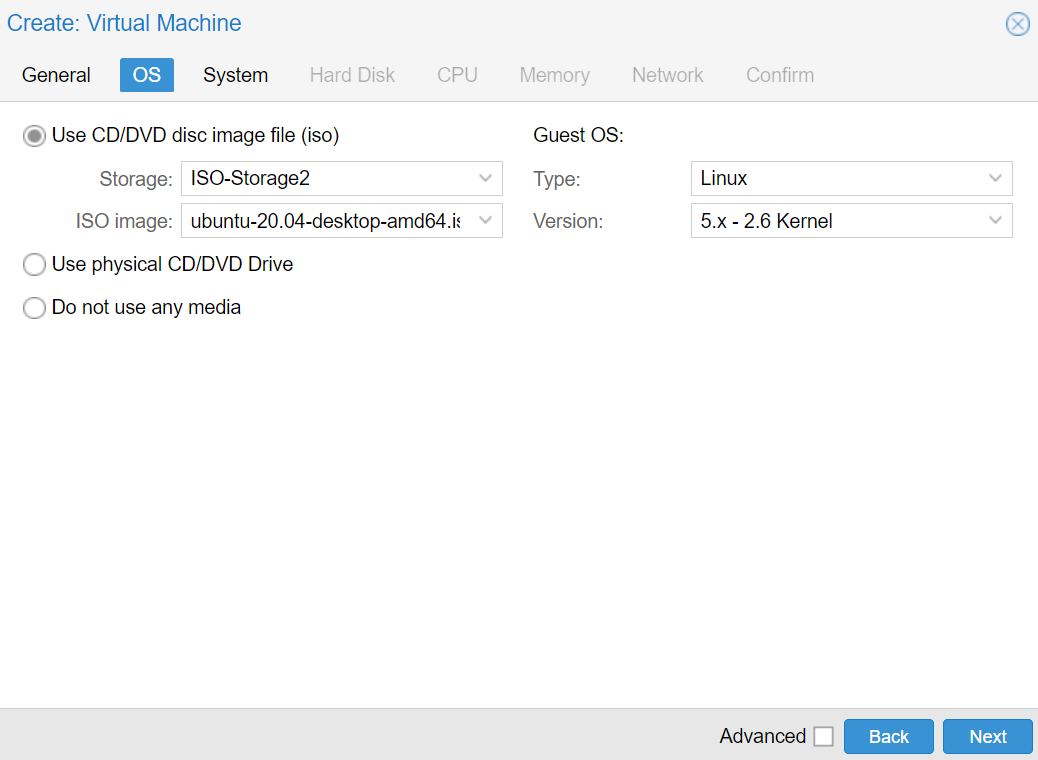 Create: Virtual Machine
General OS System Hard Disk CPU Memory Network Confirm
Use CD/DVD disc image file (iso) Guest OS:
Storage: ISO-Storage2 Type: Linux
ISO image: ubuntu-20.04-desktop-amd64.is Version: 5.x - 2.6 Kernel
Use physical CD/DVD Drive
Do not use any media
Advanced Back Next